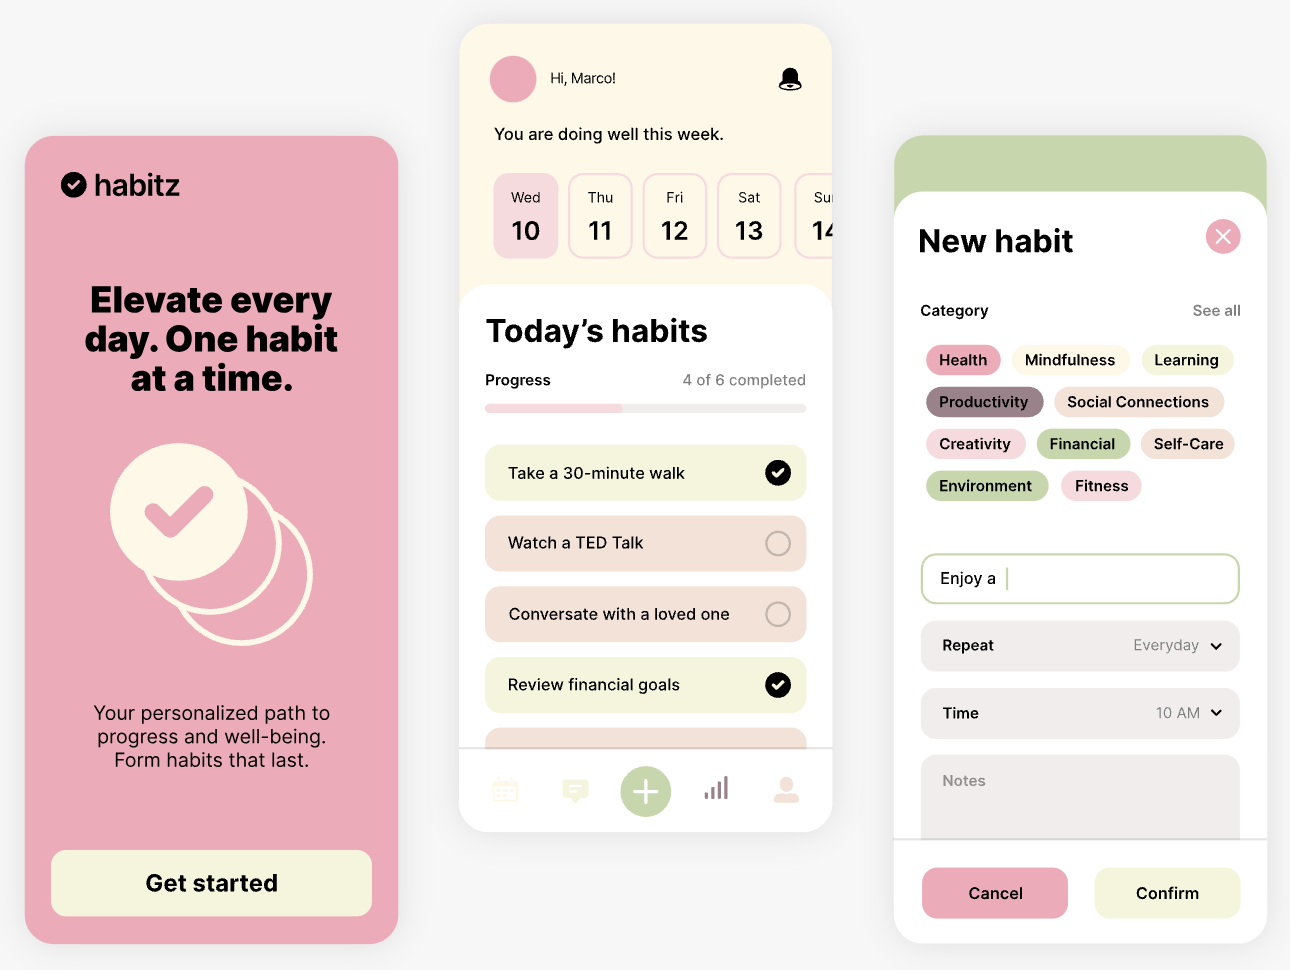 habitz
Elevate every
day. One habit
at a time.
Your personalized path to
progress and well-being.
Form habits that last.
Get started
Hi, Marco!
You are doing well this week.
Wed Thu Fri Sat Sun
10 11 12 13 14
Today's habits
Progress 4 of 6 completed
Take a 30-minute walk
Watch a TED Talk
Conversate with a loved one
Review financial goals
New habit
Category See all
Health Mindfulness Learning
Productivity Social Connections
Creativity Financial Self-Care
Environment Fitness
Enjoy a
Repeat Everyday
Time 10 AM
Notes
Cancel Confirm